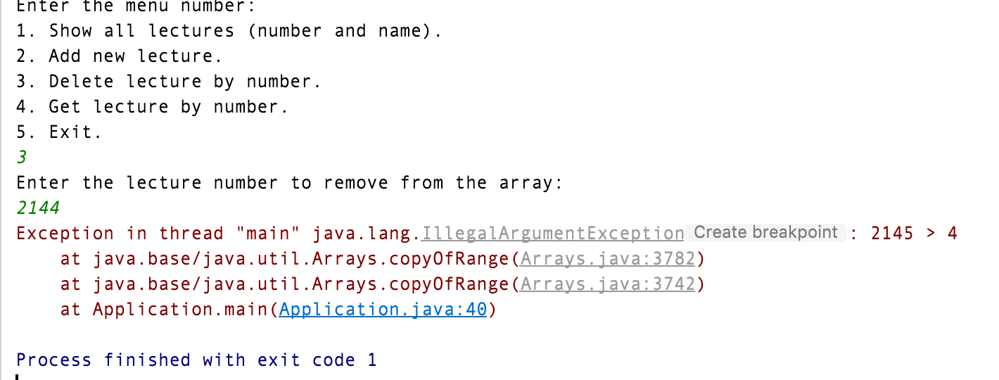 Enter the menu number:
1. Show all lectures (number and name).
2. Add new lecture.
3. Delete lecture by number.
4. Get lecture by number.
5. Exit.
3
Enter the lecture number to remove from the array:
2144
Exception in thread "main" java.lang.IllegalArgumentException Create breakpoint : 2145 > 4
    at java.base/java.util.Arrays.copyOfRange(Arrays.java:3782)
    at java.base/java.util.Arrays.copyOfRange(Arrays.java:3742)
    at Application.main(Application.java:40)
Process finished with exit code 1